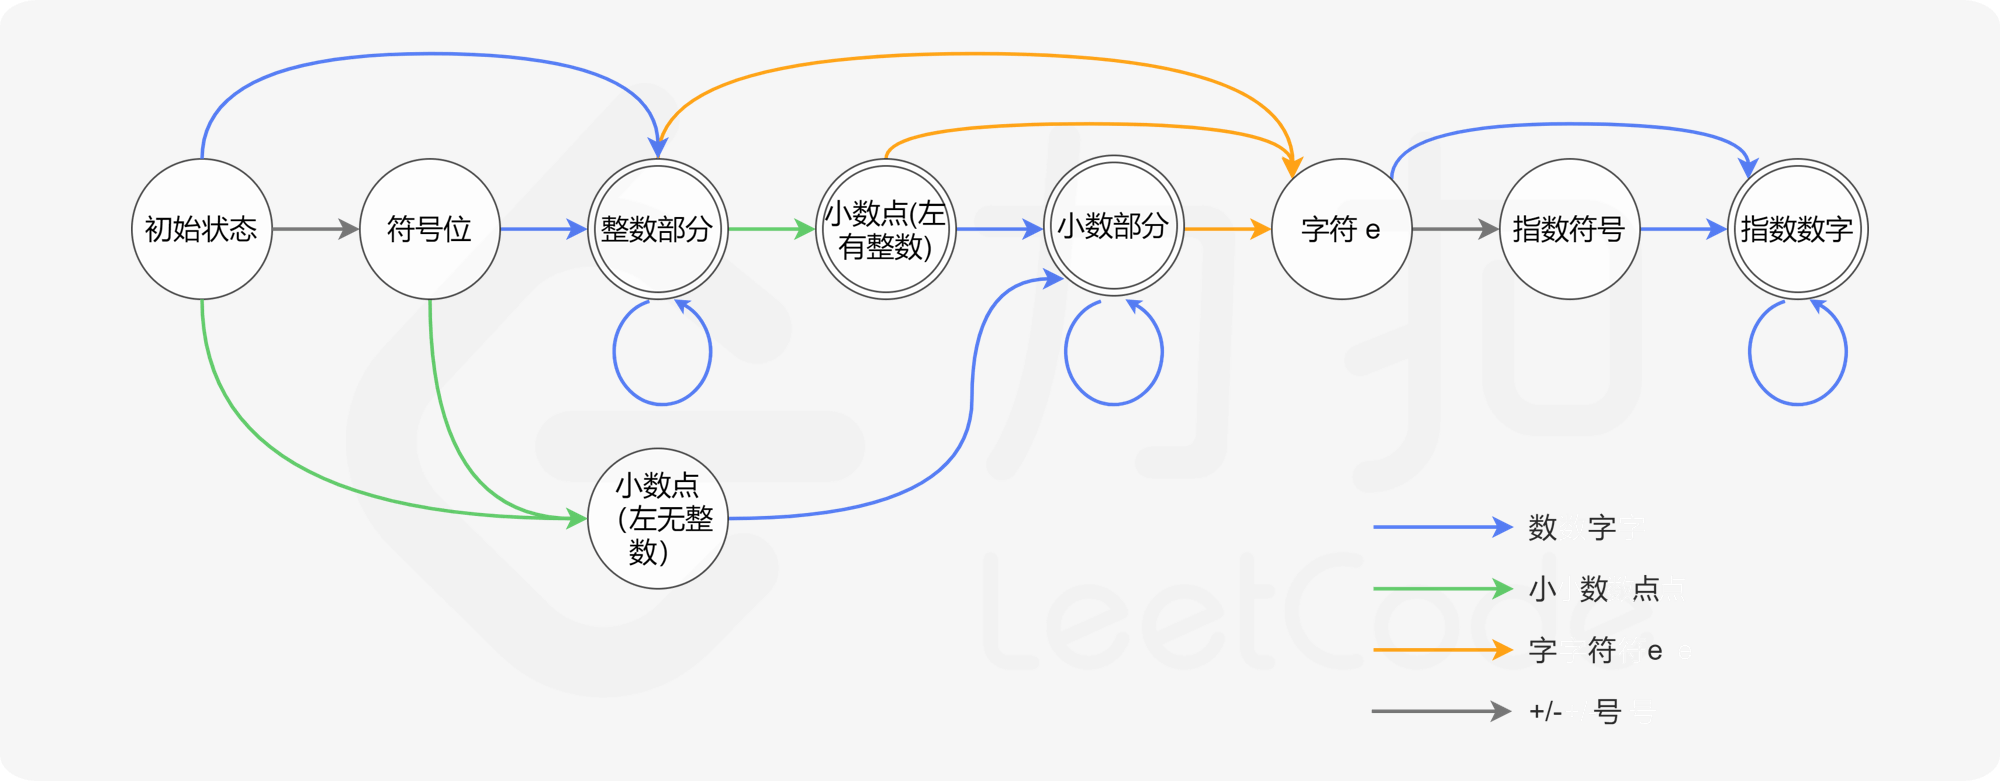 初始状态
符号位
整数部分
小数点(左
有整数)
小数部分
字符 e
指数符号
指数数字
小数点
（左无整
数）
数 字
小 数 点
字 符 e
+/- 号
力扣
LeetCode